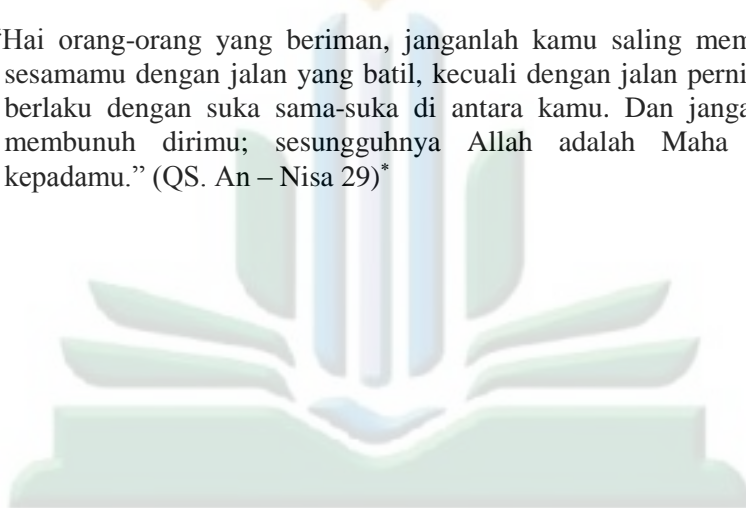 Hai orang-orang yang beriman, janganlah kamu saling mem
sesamamu dengan jalan yang batil, kecuali dengan jalan perni
berlaku dengan suka sama-suka di antara kamu. Dan janga
membunuh dirimu; sesungguhnya Allah adalah Maha
kepadamu.” (QS. An – Nisa 29)*